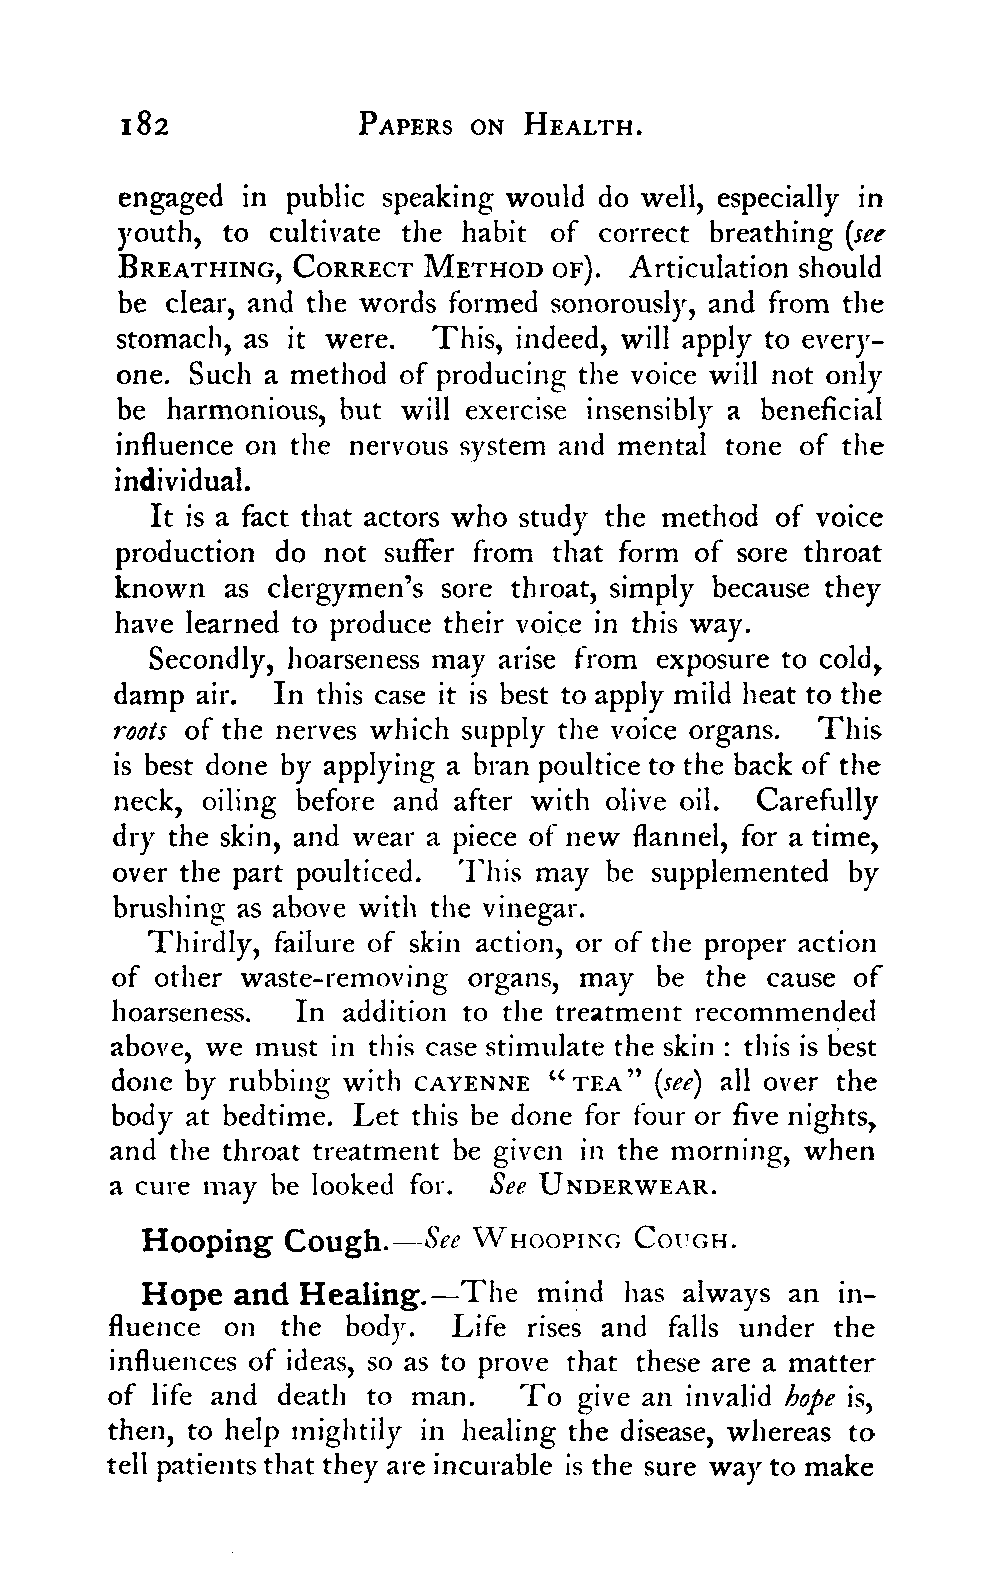 182 PAPERS ON HEALTH.
engaged in public speaking would do well, especially in
youth, to cultivate the habit of correct breathing (see
BREATHING, CORRECT METHOD OF). Articulation should
be clear, and the words formed sonorously, and from the
stomach, as it were. This, indeed, will apply to every-
one. Such a method of producing the voice will not only
be harmonious, but will exercise insensibly a beneficial
influence on the nervous system and mental tone of the
individual.
It is a fact that actors who study the method of voice
production do not suffer from that form of sore throat
known as clergymen's sore throat, simply because they
have learned to produce their voice in this way.
Secondly, hoarseness may arise from exposure to cold,
damp air. In this case it is best to apply mild heat to the
roots of the nerves which supply the voice organs. This
is best done by applying a bran poultice to the back of the
neck, oiling before and after with olive oil. Carefully
dry the skin, and wear a piece of new flannel, for a time,
over the part poulticed. This may be supplemented by
brushing as above with the vinegar.
Thirdly, failure of skin action, or of the proper action
of other waste-removing organs, may be the cause of
hoarseness. In addition to the treatment recommended
above, we must in this case stimulate the skin : this is best
done by rubbing with CAYENNE "TEA" (see) all over the
body at bedtime. Let this be done for four or five nights,
and the throat treatment be given in the morning, when
a cure may be looked for. See UNDERWEAR.
Hooping Cough.—See WHOOPING COUGH.
Hope and Healing.—The mind has always an in-
fluence on the body. Life rises and falls under the
influences of ideas, so as to prove that these are a matter
of life and death to man. To give an invalid hope is,
then, to help mightily in healing the disease, whereas to
tell patients that they are incurable is the sure way to make